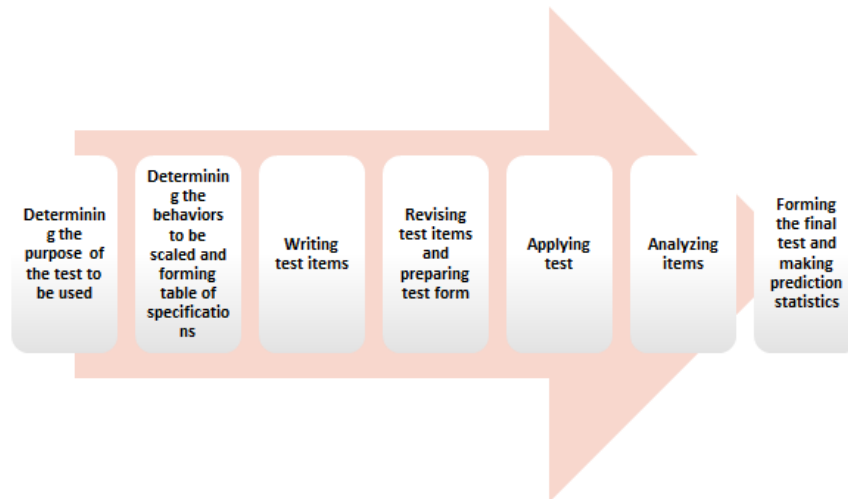 Determinin
g the
purpose of
the test to
be used
Determinin
g the
behaviors
to be
scaled and
forming
table of
specificatio
ns
Writing
test items
Revising
test items
and
preparing
test form
Applying
test
Analyzing
items
Forming
the final
test and
making
prediction
statistics